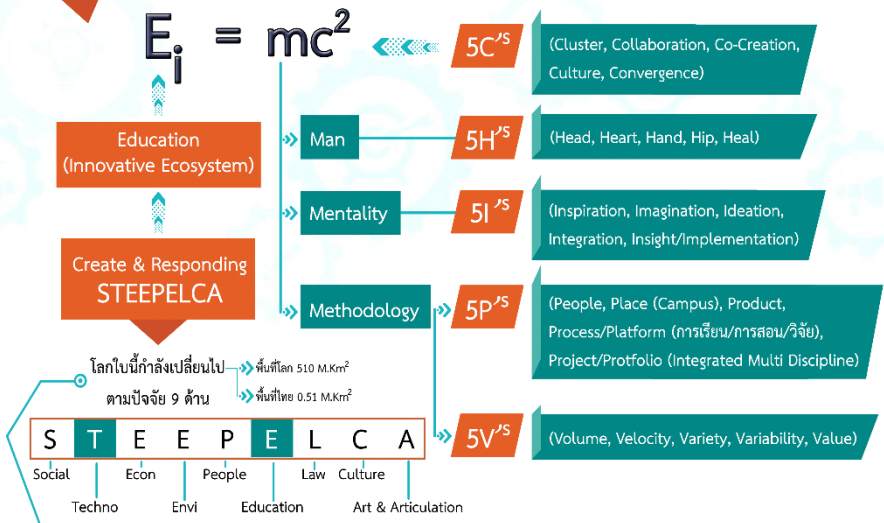 Ei = mc²
5C's
(Cluster, Collaboration, Co-Creation,
Culture, Convergence)
Education
(Innovative Ecosystem)
Man
5H's
(Head, Heart, Hand, Hip, Heal)
Mentality
5I's
(Inspiration, Imagination, Ideation,
Integration, Insight/Implementation)
Create & Responding
STEEPELCA
Methodology
5P's
(People, Place (Campus), Product,
Process/Platform (การเรียน/การสอน/วิจัย),
Project/Protfolio (Integrated Multi Discipline)
โลกใบนี้กำลังเปลี่ยนไป
ตามปัจจัย 9 ด้าน
พื้นที่โลก 510 M.Km²
พื้นที่ไทย 0.51 M.Km²
S T E E P E L C A
5V's
(Volume, Velocity, Variety, Variability, Value)
Social Econ People Law Culture
Techno Envi Education Art & Articulation